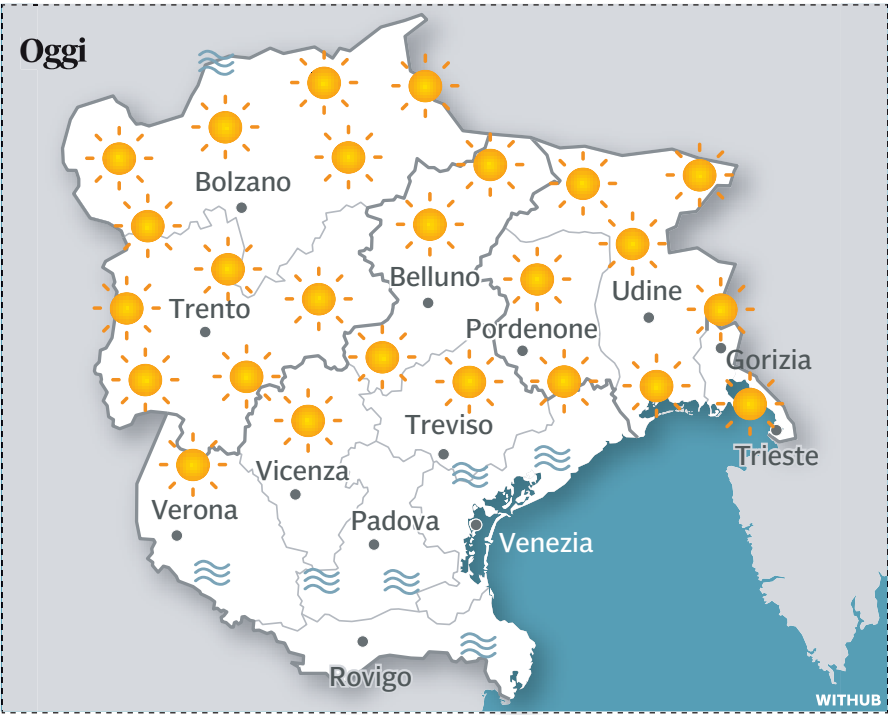 Oggi
Bolzano
Trento
Belluno
Udine
Pordenone
Gorizia
Treviso
Trieste
Vicenza
Verona
Padova
Venezia
Rovigo
WITHUB